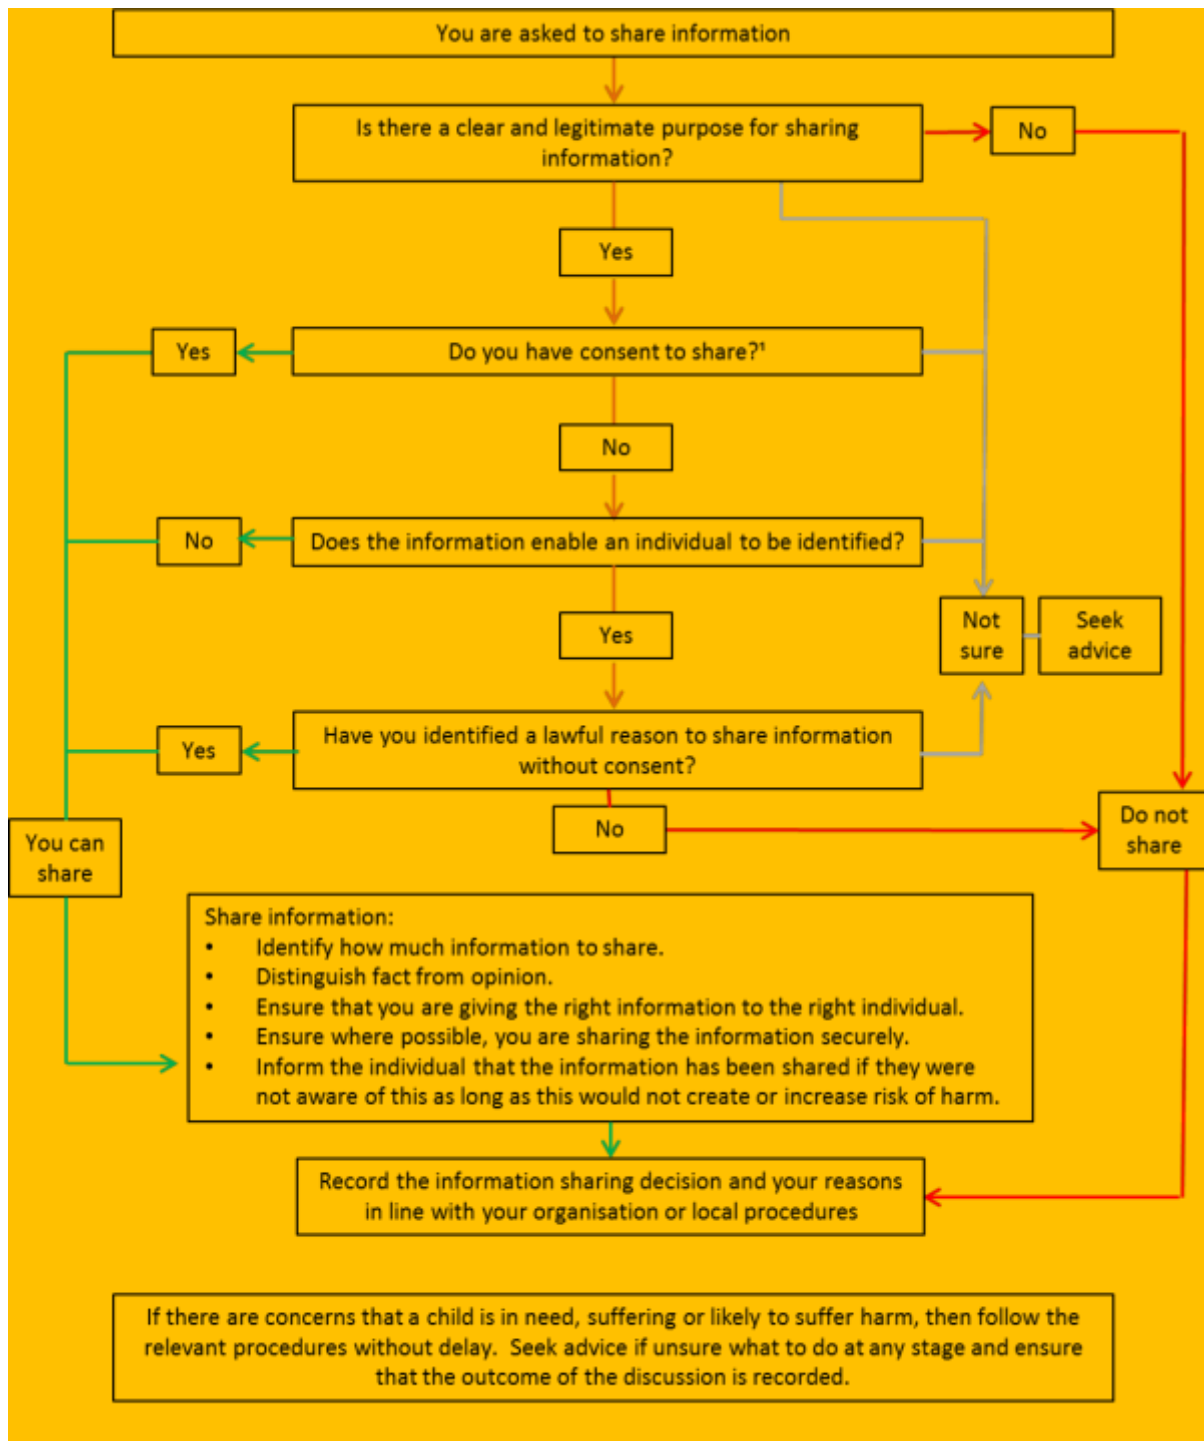 You are asked to share information
Is there a clear and legitimate purpose for sharing
information?
No
Yes
Yes
Do you have consent to share?¹
No
No
Does the information enable an individual to be identified?
Yes
Not
sure
Seek
advice
Yes
Have you identified a lawful reason to share information
without consent?
No
Do not
share
You can
share
Share information:
• Identify how much information to share.
• Distinguish fact from opinion.
• Ensure that you are giving the right information to the right individual.
• Ensure where possible, you are sharing the information securely.
• Inform the individual that the information has been shared if they were
not aware of this as long as this would not create or increase risk of harm.
Record the information sharing decision and your reasons
in line with your organisation or local procedures
If there are concerns that a child is in need, suffering or likely to suffer harm, then follow the
relevant procedures without delay. Seek advice if unsure what to do at any stage and ensure
that the outcome of the discussion is recorded.